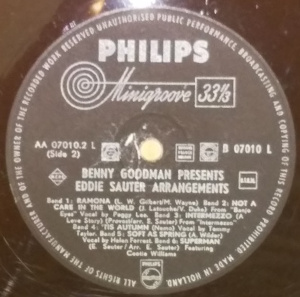 ALL RIGHTS OF THE MANUFACTURER AND OF THE OWNER OF THE RECORDED WORK RESERVED UNAUTHORISED PUBLIC PERFORMANCE, BROADCASTING AND COPYING OF THIS RECORD PROHIBITED MADE IN HOLLAND
PHILIPS
Minigroove 33⅓
AA 07010.2 L
(Side 2)
B 07010 L
BENNY GOODMAN PRESENTS
EDDIE SAUTER ARRANGEMENTS
Band 1: RAMONA (L. W. Gilbert/M. Wayne) Band 2: NOT A
CARE IN THE WORLD (J. Latouche/V. Duke) From "Banjo
Eyes" Vocal by Peggy Lee. Band 3: INTERMEZZO (A
Love Story) (Provost/arr. E. Sauter) From "Intermezzo"
Band 4: 'TIS AUTUMN (Nemo) Vocal by Tommy
Taylor. Band 5: SOFT AS SPRING (A. Wilder)
Vocal by Helen Forrest. Band 6: SUPERMAN
(E. Sauter / Arr. E. Sauter) Featuring
Cootie Williams
PHILIPS